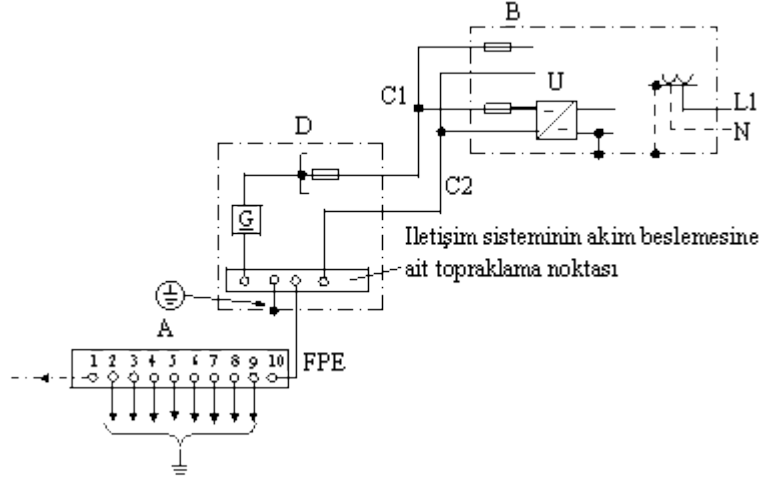 B
U
C1
L1
N
D
C2
G
Iletişim sisteminin akim beslemesine
ait topraklama noktası
A
1 2 3 4 5 6 7 8 9 10
FPE